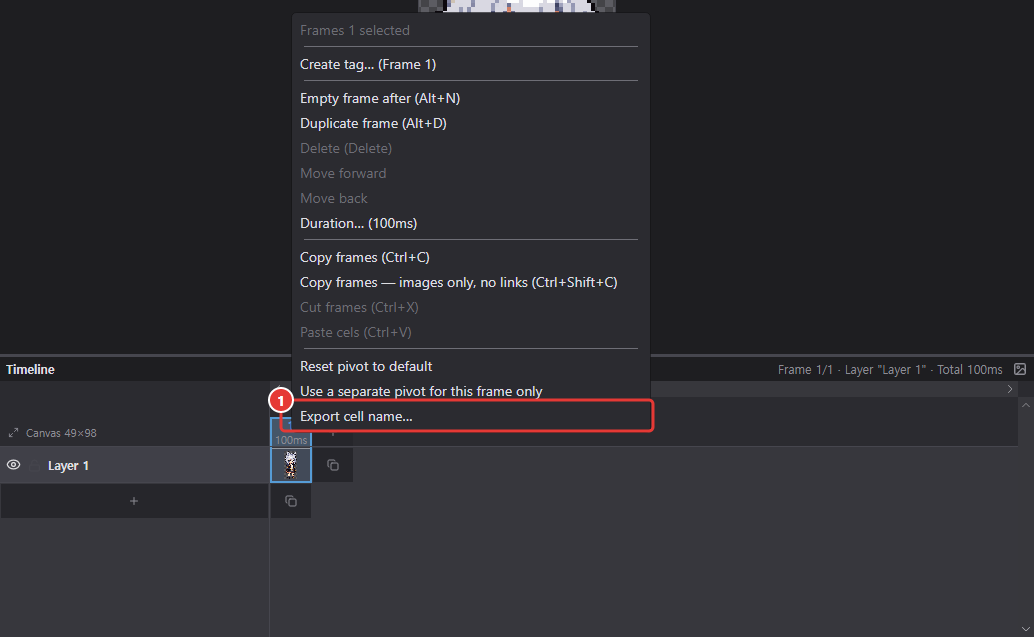 Frames 1 selected
Create tag... (Frame 1)
Empty frame after (Alt+N)
Duplicate frame (Alt+D)
Delete (Delete)
Move forward
Move back
Duration... (100ms)
Copy frames (Ctrl+C)
Copy frames — images only, no links (Ctrl+Shift+C)
Cut frames (Ctrl+X)
Paste cels (Ctrl+V)
Timeline
Reset pivot to default
Frame 1/1 · Layer "Layer 1" · Total 100ms
Use a separate pivot for this frame only
1
Export cell name...
Canvas 49×98
100ms
Layer 1